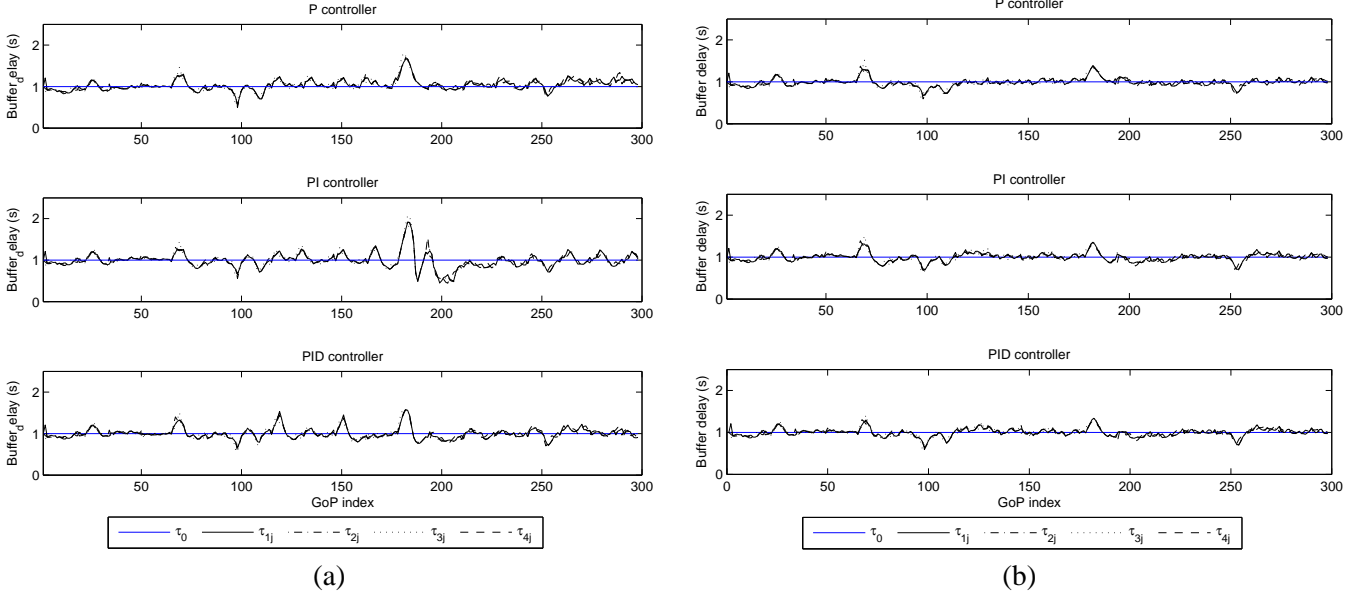 P controller
Buffer_delay (s)
2
1
0
50 100 150 200 250 300
PI controller
Buffer_delay (s)
2
1
0
50 100 150 200 250 300
PID controller
Buffer_delay (s)
2
1
0
50 100 150 200 250 300
GoP index
τ0 τ1j τ2j τ3j τ4j
(a)
P controller
Buffer delay (s)
2
1
0
50 100 150 200 250 300
PI controller
Buffer delay (s)
2
1
0
50 100 150 200 250 300
PID controller
Buffer delay (s)
2
1
0
0 50 100 150 200 250 300
GoP index
τ0 τ1j τ2j τ3j τ4j
(b)